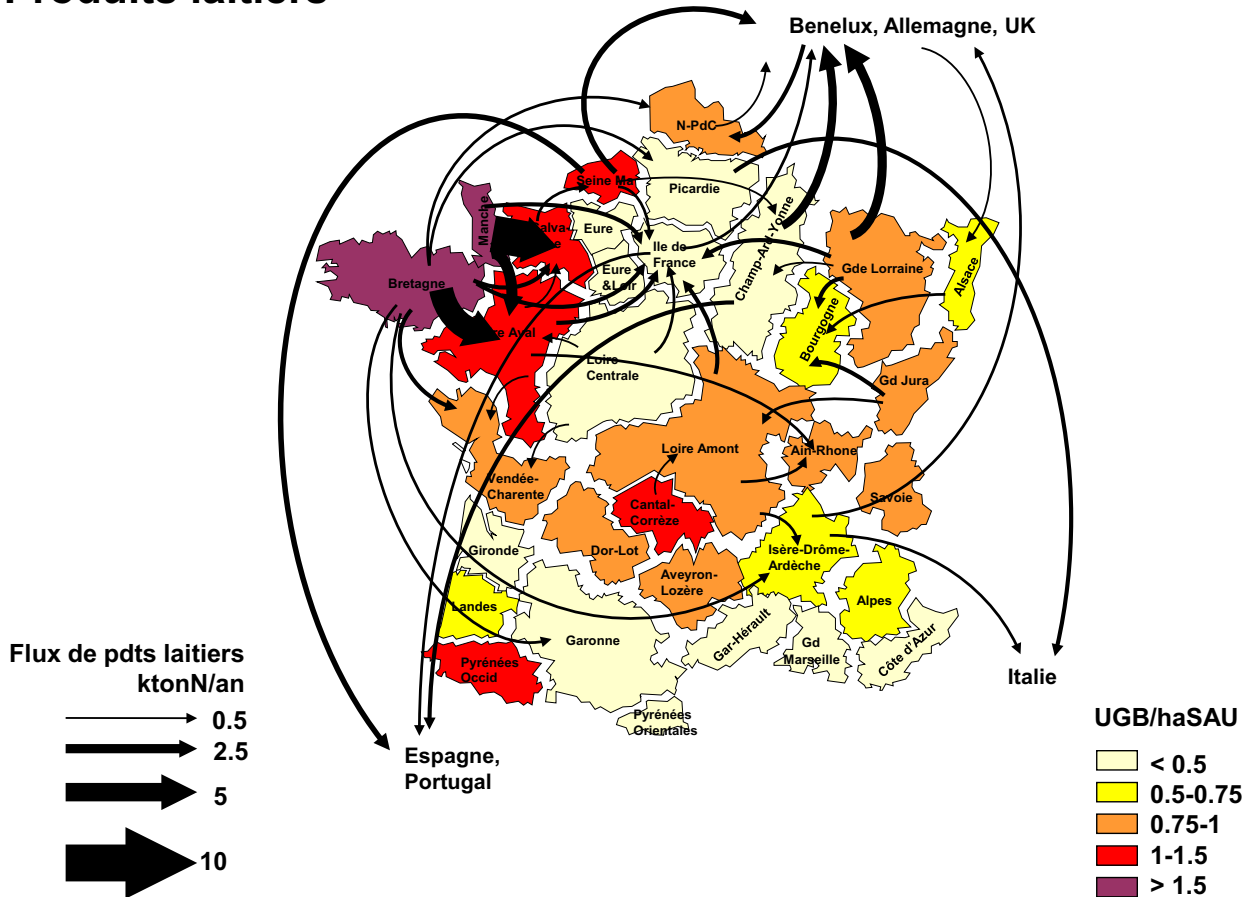 Produits laitiers
Benelux, Allemagne, UK
N-PdC
Seine Ma
Picardie
Manche
Eure
Ile de
France
Champ-Ard-Yonne
Gde Lorraine
Alsace
Bretagne
Eure
&Loir
Aval
Bourgogne
Loire
Centrale
Gd Jura
Loire Amont
Ain-Rhone
Vendée-
Charente
Savoie
Cantal-
Corrèze
Gironde
Dor-Lot
Isère-Drôme-
Ardèche
Aveyron-
Lozère
Landes
Alpes
Garonne
Gar-Hérault
Gd
Marseille
Côte d'Azur
Pyrénées
Occid
Pyrénées
Orientales
Italie
Espagne,
Portugal
Flux de pdts laitiers
ktonN/an
0.5
2.5
5
10
UGB/haSAU
< 0.5
0.5-0.75
0.75-1
1-1.5
> 1.5